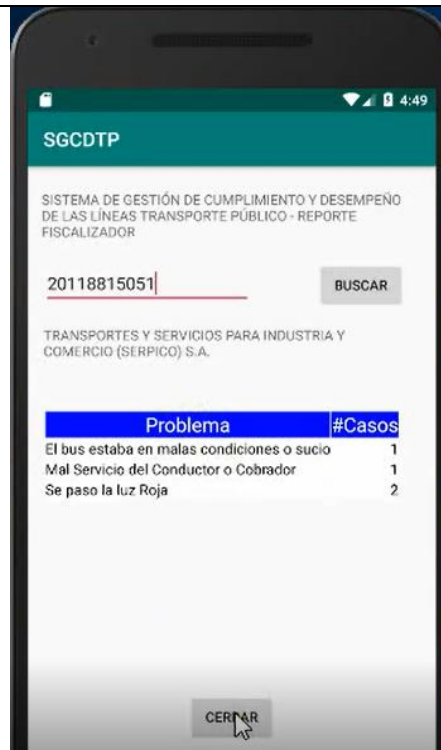 4:49
SGCDTP
SISTEMA DE GESTIÓN DE CUMPLIMIENTO Y DESEMPEÑO
DE LAS LÍNEAS TRANSPORTE PÚBLICO - REPORTE
FISCALIZADOR
20118815051
BUSCAR
TRANSPORTES Y SERVICIOS PARA INDUSTRIA Y
COMERCIO (SERPICO) S.A.
Problema #Casos
El bus estaba en malas condiciones o sucio 1
Mal Servicio del Conductor o Cobrador 1
Se paso la luz Roja 2
CERRAR